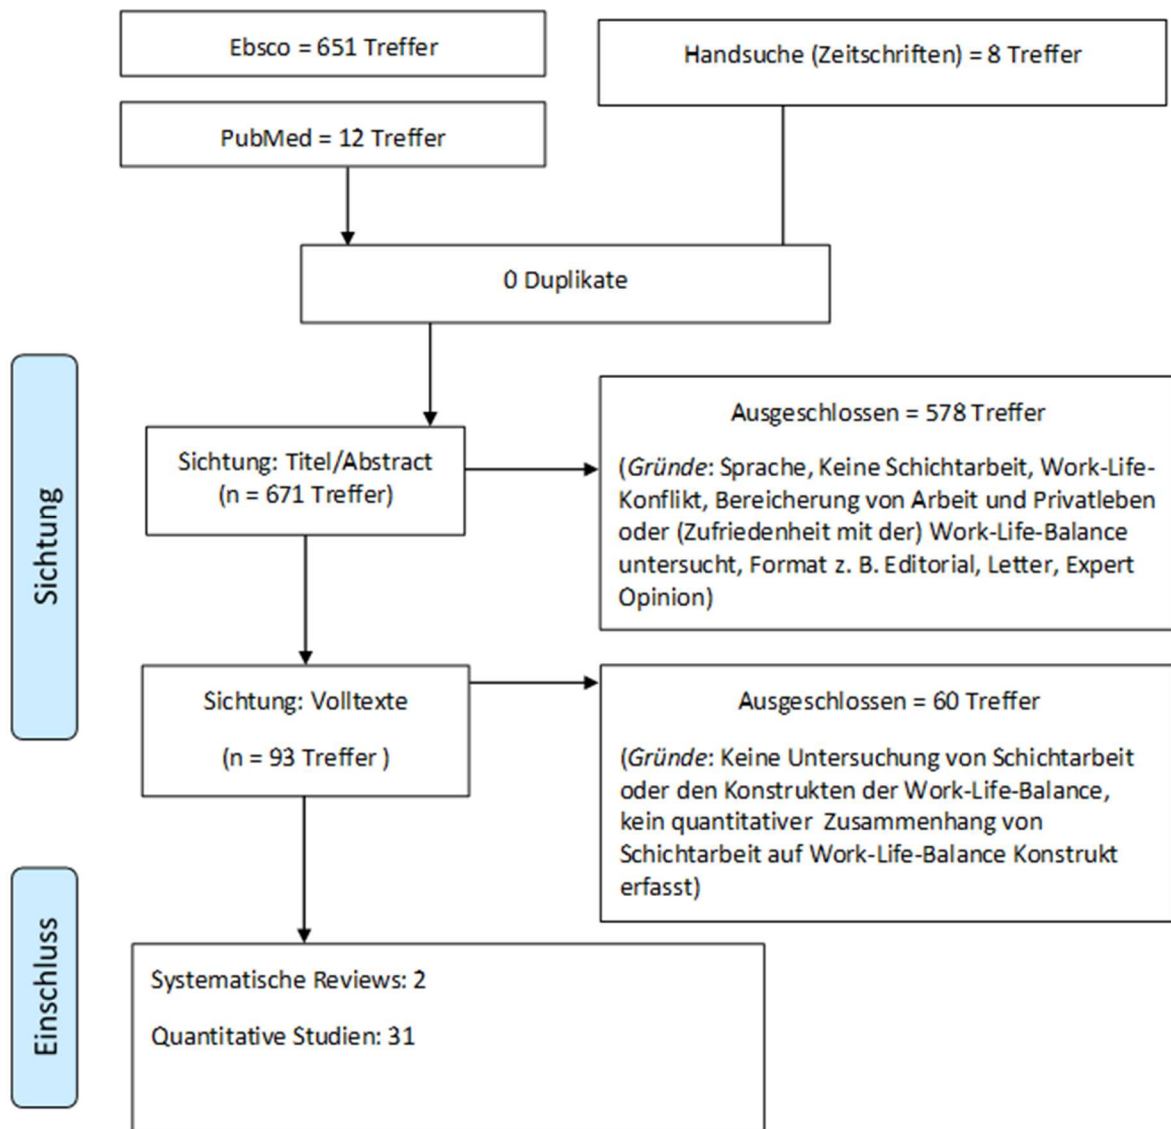 Ebsco = 651 Treffer
Handsuche (Zeitschriften) = 8 Treffer
PubMed = 12 Treffer
0 Duplikate
Sichtung
Sichtung: Titel/Abstract
(n = 671 Treffer)
Ausgeschlossen = 578 Treffer
(Gründe: Sprache, Keine Schichtarbeit, Work-Life-
Konflikt, Bereicherung von Arbeit und Privatleben
oder (Zufriedenheit mit der) Work-Life-Balance
untersucht, Format z. B. Editorial, Letter, Expert
Opinion)
Sichtung: Volltexte
(n = 93 Treffer )
Ausgeschlossen = 60 Treffer
(Gründe: Keine Untersuchung von Schichtarbeit
oder den Konstrukten der Work-Life-Balance,
kein quantitativer Zusammenhang von
Schichtarbeit auf Work-Life-Balance Konstrukt
erfasst)
Einschluss
Systematische Reviews: 2
Quantitative Studien: 31